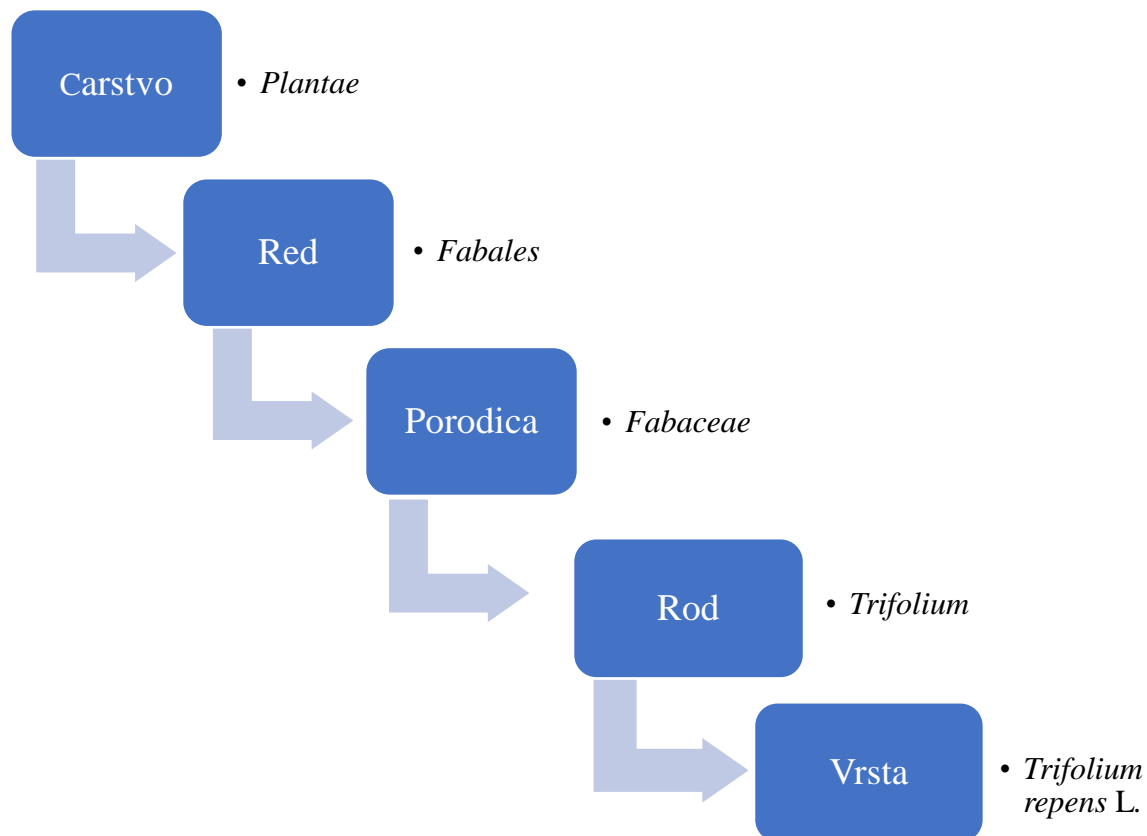 Carstvo
• Plantae
Red
• Fabales
Porodica
• Fabaceae
Rod
• Trifolium
Vrsta
• Trifolium
repens L.